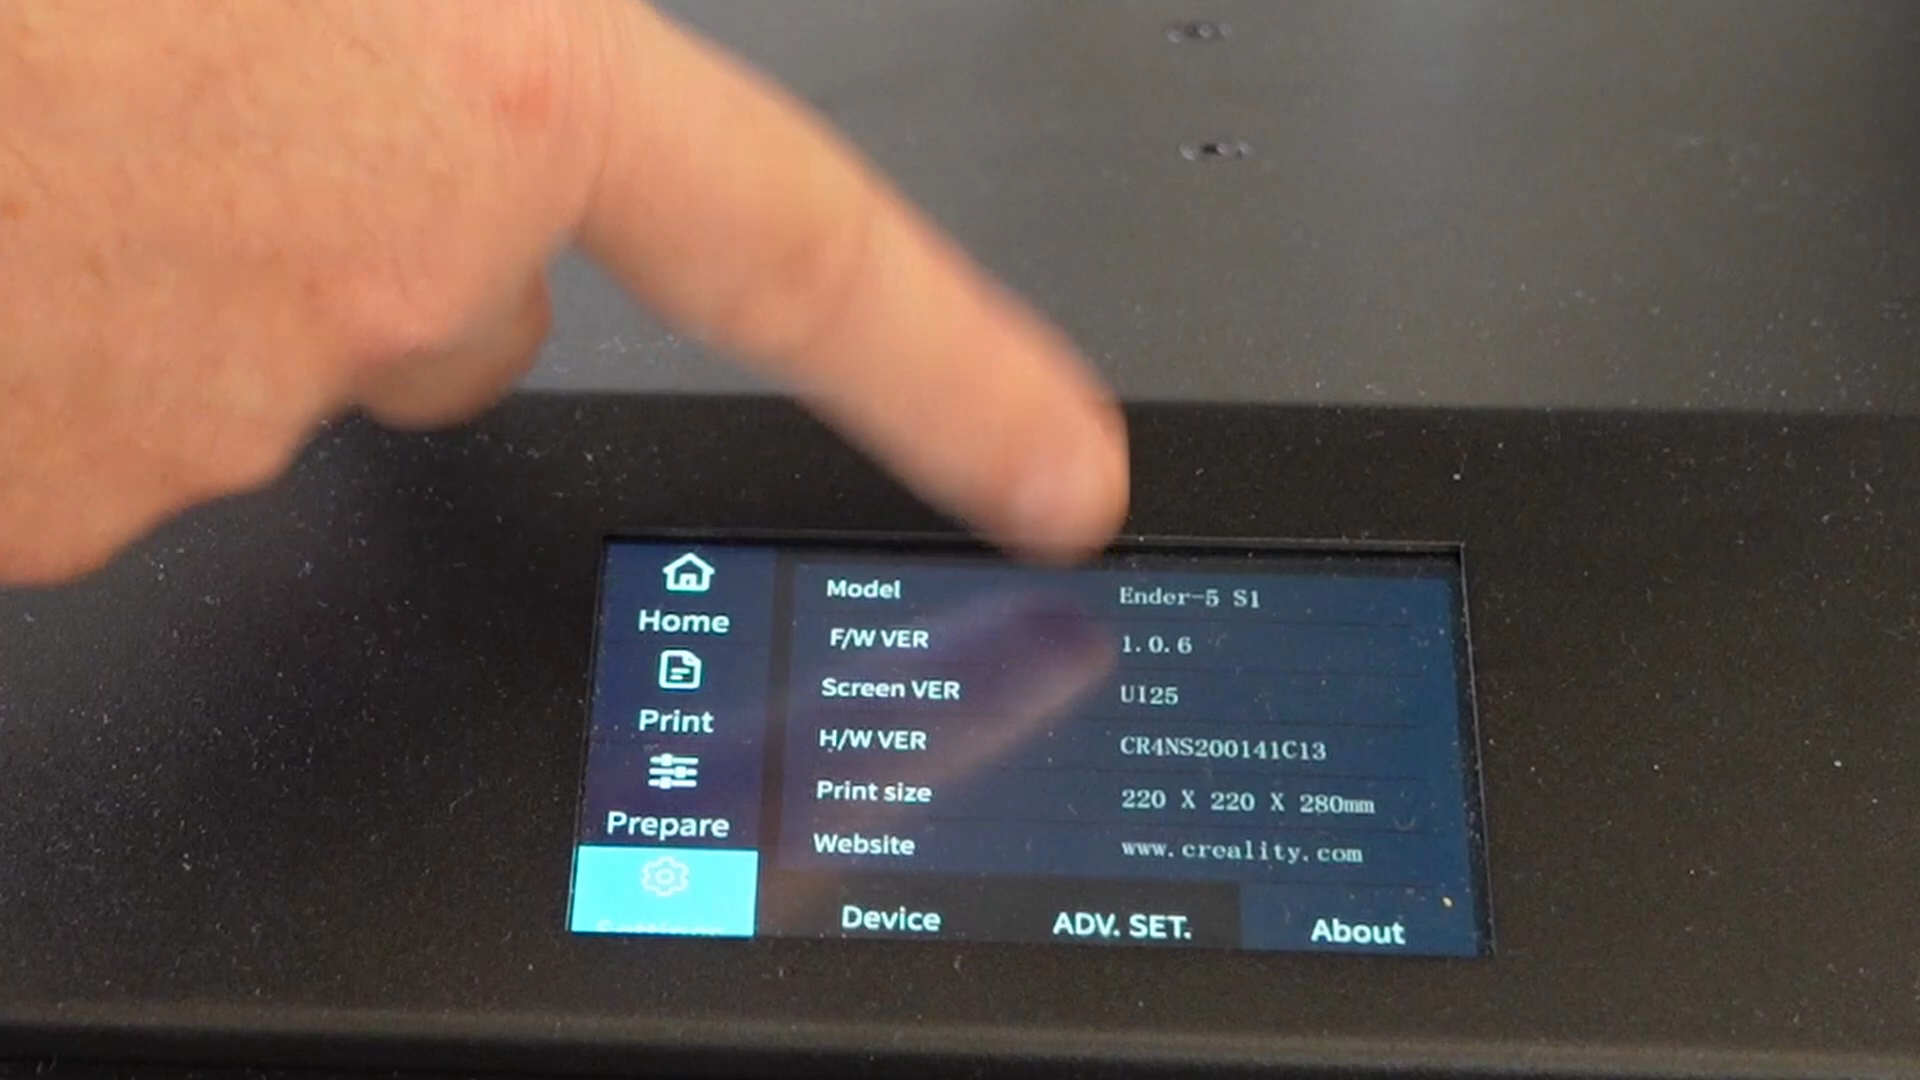 Home
Print
Prepare
Model Ender-5 S1
F/W VER 1.0.6
Screen VER U125
H/W VER CR4NS200141C13
Print size 220 X 220 X 280mm
Website www.creality.com
Device ADV. SET. About